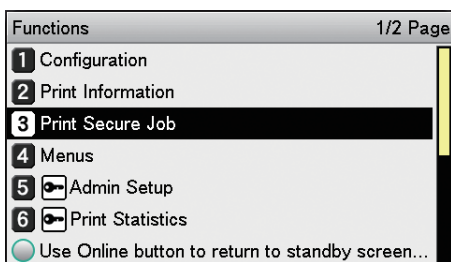 Functions 1/2 Page
1 Configuration
2 Print Information
3 Print Secure Job
4 Menus
5 Admin Setup
6 Print Statistics
Use Online button to return to standby screen...